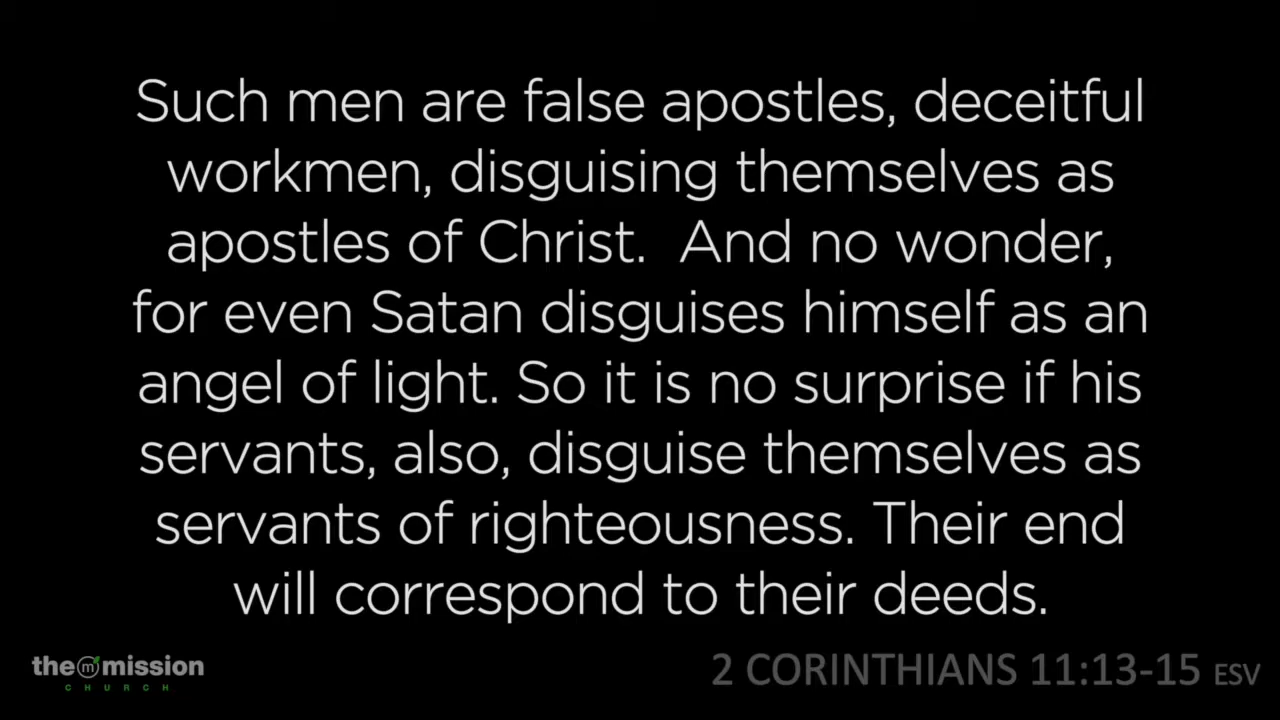 Such men are false apostles, deceitful
workmen, disguising themselves as
apostles of Christ.  And no wonder,
for even Satan disguises himself as an
angel of light. So it is no surprise if his
servants, also, disguise themselves as
servants of righteousness. Their end
will correspond to their deeds.
the m mission
CHURCH
2 CORINTHIANS 11:13-15 ESV